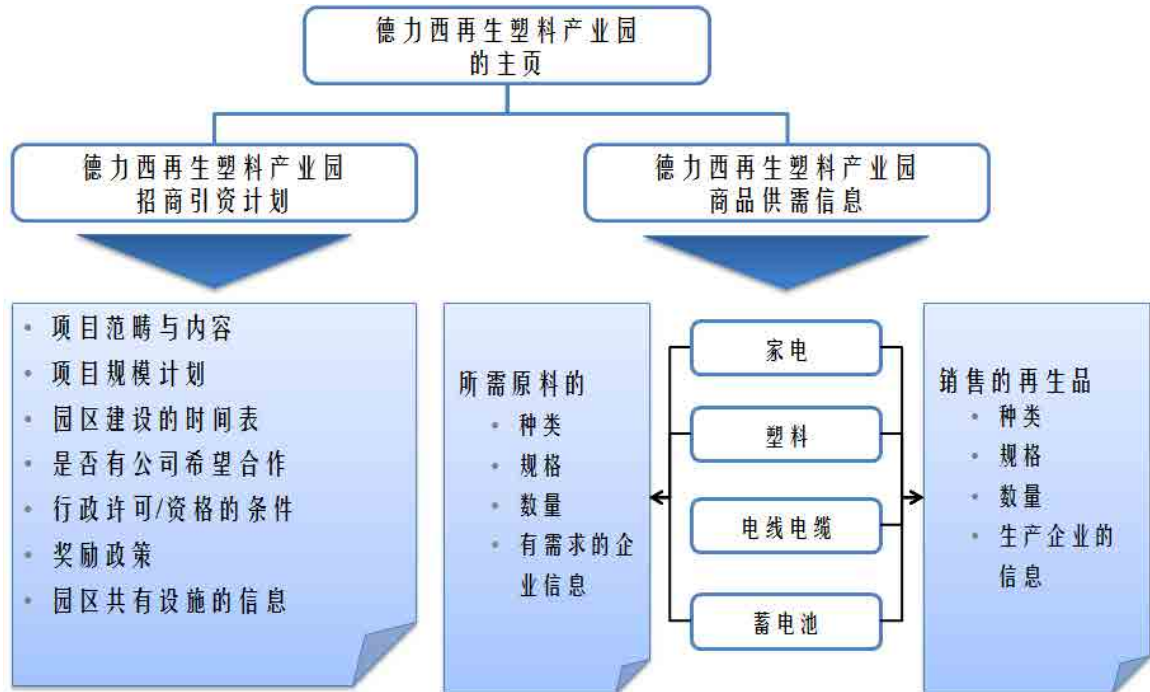 德力西再生塑料产业园
的主页
德力西再生塑料产业园
招商引资计划
德力西再生塑料产业园
商品供需信息
• 项目范畴与内容
• 项目规模计划
• 园区建设的时间表
• 是否有公司希望合作
• 行政许可/资格的条件
• 奖励政策
• 园区共有设施的信息
所需原料的
• 种类
• 规格
• 数量
• 有需求的企
业信息
家电
塑料
电线电缆
蓄电池
销售的再生品
• 种类
• 规格
• 数量
• 生产企业的
信息